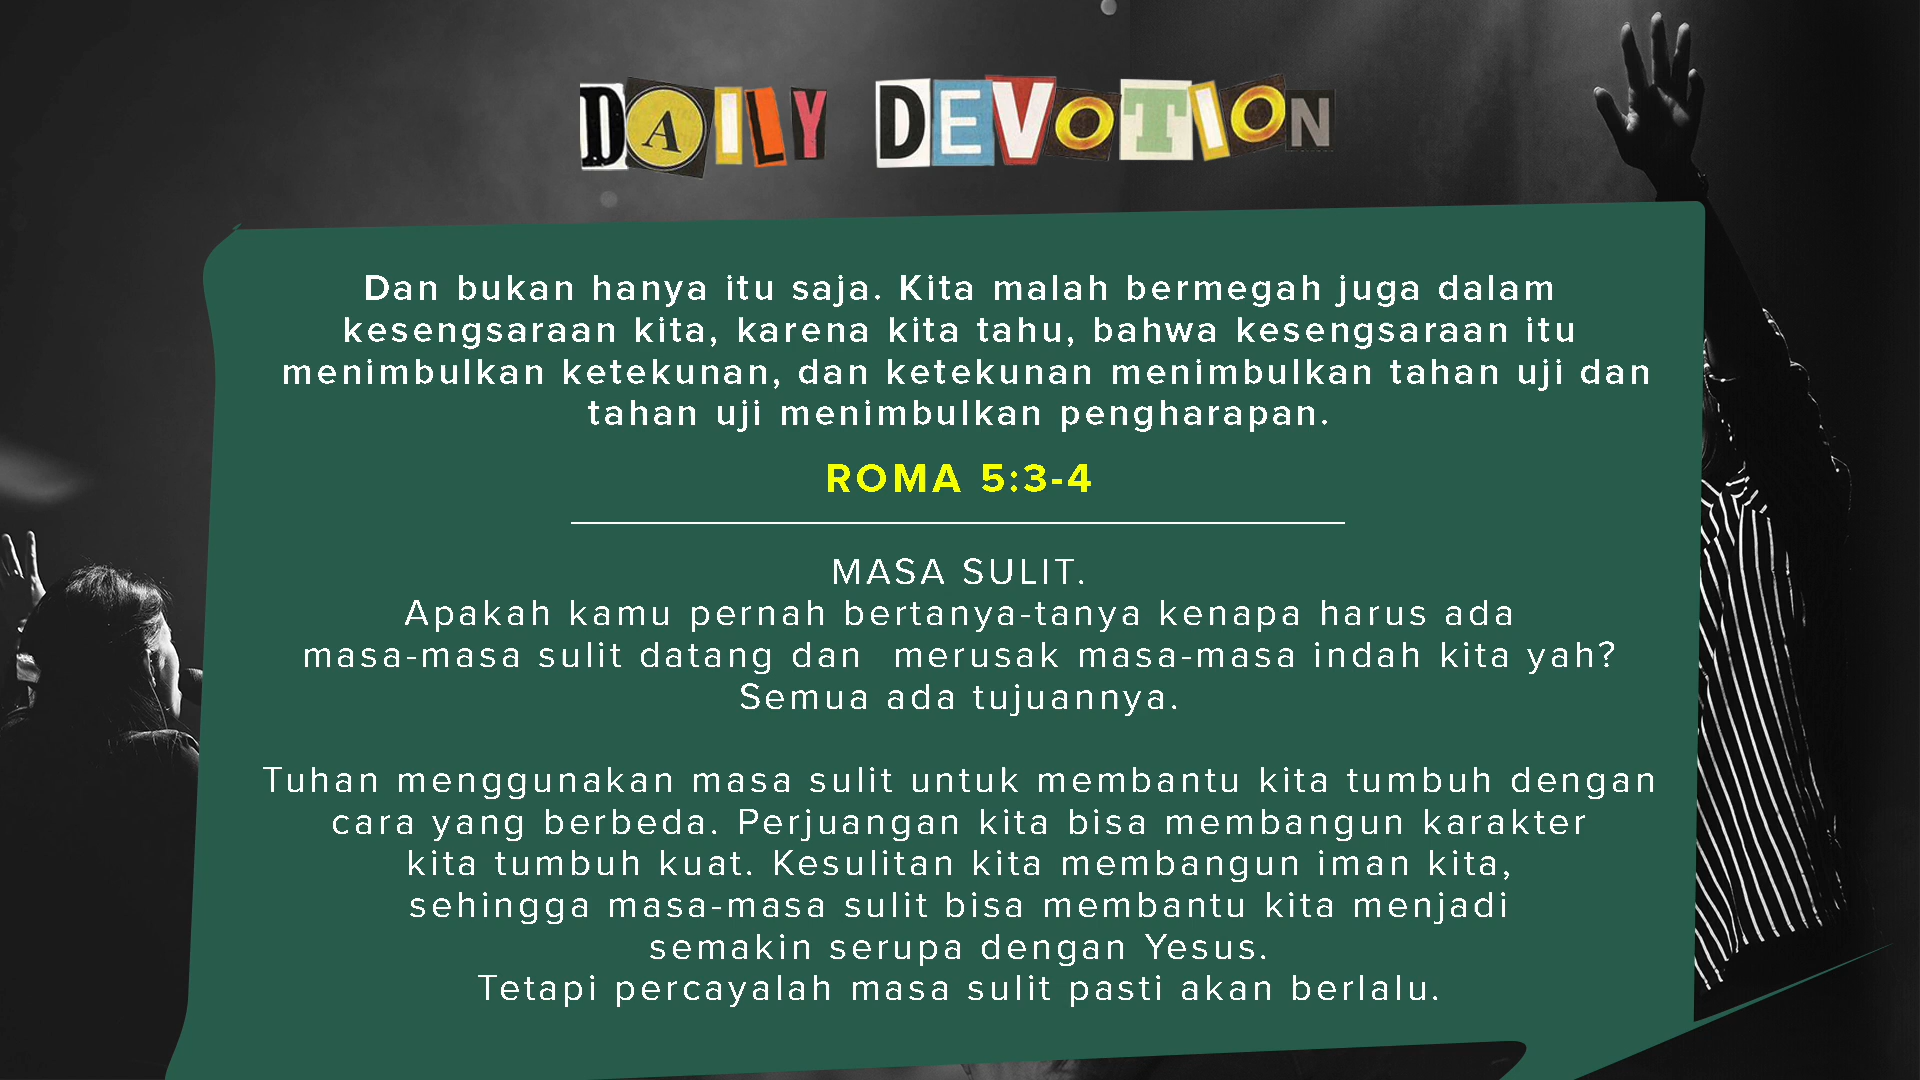 DAILY DEVOTION
Dan bukan hanya itu saja. Kita malah bermegah juga dalam
kesengsaraan kita, karena kita tahu, bahwa kesengsaraan itu
menimbulkan ketekunan, dan ketekunan menimbulkan tahan uji dan
tahan uji menimbulkan pengharapan.
ROMA 5:3-4
MASA SULIT.
Apakah kamu pernah bertanya-tanya kenapa harus ada
masa-masa sulit datang dan  merusak masa-masa indah kita yah?
Semua ada tujuannya.
Tuhan menggunakan masa sulit untuk membantu kita tumbuh dengan
cara yang berbeda. Perjuangan kita bisa membangun karakter
kita tumbuh kuat. Kesulitan kita membangun iman kita,
sehingga masa-masa sulit bisa membantu kita menjadi
semakin serupa dengan Yesus.
Tetapi percayalah masa sulit pasti akan berlalu.